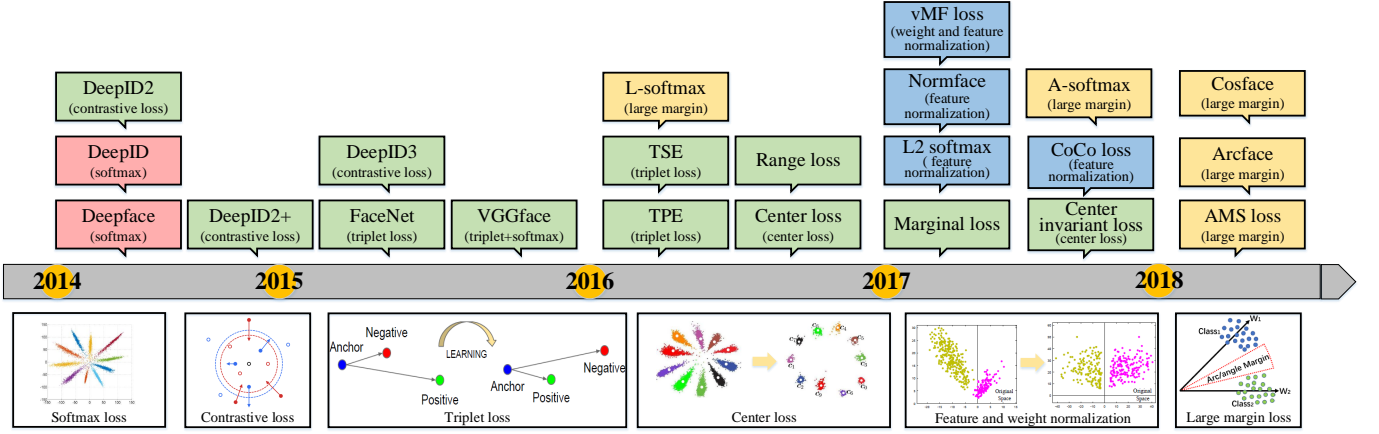 vMF loss
(weight and feature
normalization)
DeepID2
(contrastive loss)
L-softmax
(large margin)
Normface
(feature
normalization)
A-softmax
(large margin)
Cosface
(large margin)
DeepID
(softmax)
DeepID3
(contrastive loss)
TSE
(triplet loss)
Range loss
L2 softmax
( feature
normalization)
CoCo loss
(feature
normalization)
Arcface
(large margin)
Deepface
(softmax)
DeepID2+
(contrastive loss)
FaceNet
(triplet loss)
VGGface
(triplet+softmax)
TPE
(triplet loss)
Center loss
(center loss)
Marginal loss
Center
invariant loss
(center loss)
AMS loss
(large margin)
2014
2015
2016
2017
2018
Softmax loss
Contrastive loss
Negative
Anchor
Positive
LEARNING
Negative
Anchor
Positive
Triplet loss
Center loss
Original
Space
Original
Space
Feature and weight normalization
Class₁
W₁
Arc/angle Margin
W₂
Class₂
Large margin loss